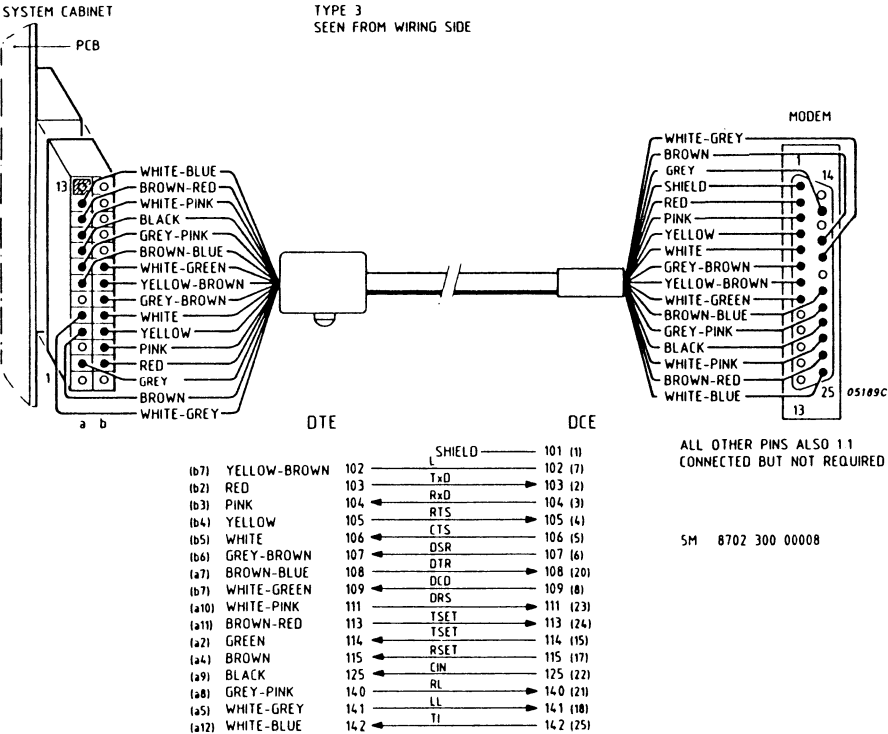 SYSTEM CABINET
TYPE 3
SEEN FROM WIRING SIDE
PCB
13
1
a b
WHITE-BLUE
BROWN-RED
WHITE-PINK
BLACK
GREY-PINK
BROWN-BLUE
WHITE-GREEN
YELLOW-BROWN
GREY-BROWN
WHITE
YELLOW
PINK
RED
GREY
BROWN
WHITE-GREY
MODEM
WHITE-GREY
BROWN
GREY
SHIELD
RED
PINK
YELLOW
WHITE
GREY-BROWN
YELLOW-BROWN
WHITE-GREEN
BROWN-BLUE
GREY-PINK
BLACK
WHITE-PINK
BROWN-RED
WHITE-BLUE
1
14
25
13
05189C
DTE DCE
SHIELD 101 (1)
(b7) YELLOW-BROWN 102 L 102 (7)
(b2) RED 103 TxD 103 (2)
(b3) PINK 104 RxD 104 (3)
(b4) YELLOW 105 RTS 105 (4)
(b5) WHITE 106 CTS 106 (5)
(b6) GREY-BROWN 107 DSR 107 (6)
(a7) BROWN-BLUE 108 DTR 108 (20)
(b7) WHITE-GREEN 109 DCD 109 (8)
(a10) WHITE-PINK 111 DRS 111 (23)
(a11) BROWN-RED 113 TSET 113 (24)
(a2) GREEN 114 TSET 114 (15)
(a4) BROWN 115 RSET 115 (17)
(a9) BLACK 125 CIN 125 (22)
(a8) GREY-PINK 140 RL 140 (21)
(a5) WHITE-GREY 141 LL 141 (18)
(a12) WHITE-BLUE 142 TI 142 (25)
ALL OTHER PINS ALSO 1 1
CONNECTED BUT NOT REQUIRED
SM 8702 300 00008